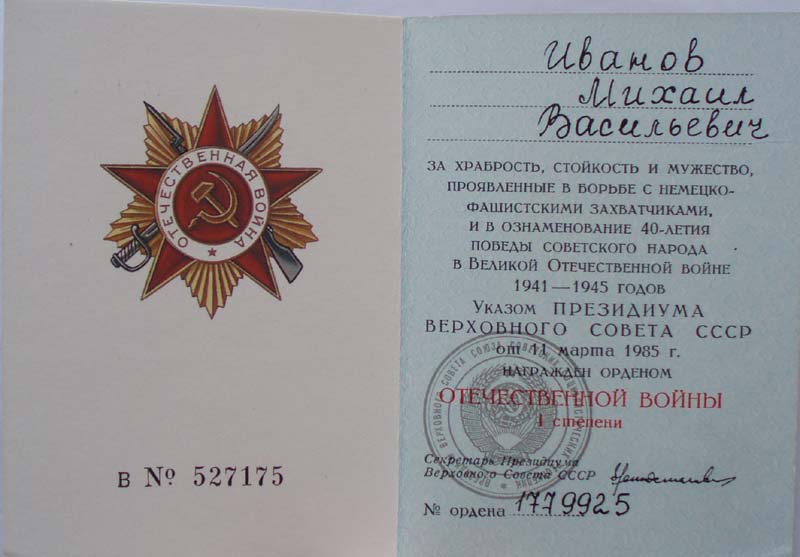 ОТЕЧЕСТВЕННАЯ ВОЙНА
В № 527175
Иванов
Михаил
Васильевич
ЗА ХРАБРОСТЬ, СТОЙКОСТЬ И МУЖЕСТВО,
ПРОЯВЛЕННЫЕ В БОРЬБЕ С НЕМЕЦКО-
ФАШИСТСКИМИ ЗАХВАТЧИКАМИ,
И В ОЗНАМЕНОВАНИЕ 40-ЛЕТИЯ
ПОБЕДЫ СОВЕТСКОГО НАРОДА
В ВЕЛИКОЙ ОТЕЧЕСТВЕННОЙ ВОЙНЕ
1941—1945 ГОДОВ
УКАЗОМ ПРЕЗИДИУМА
ВЕРХОВНОГО СОВЕТА СССР
от 11 марта 1985 г.
НАГРАЖДЕН ОРДЕНОМ
ОТЕЧЕСТВЕННОЙ ВОЙНЫ
I степени
Секретарь Президиума
Верховного Совета СССР
№ ордена 1779925